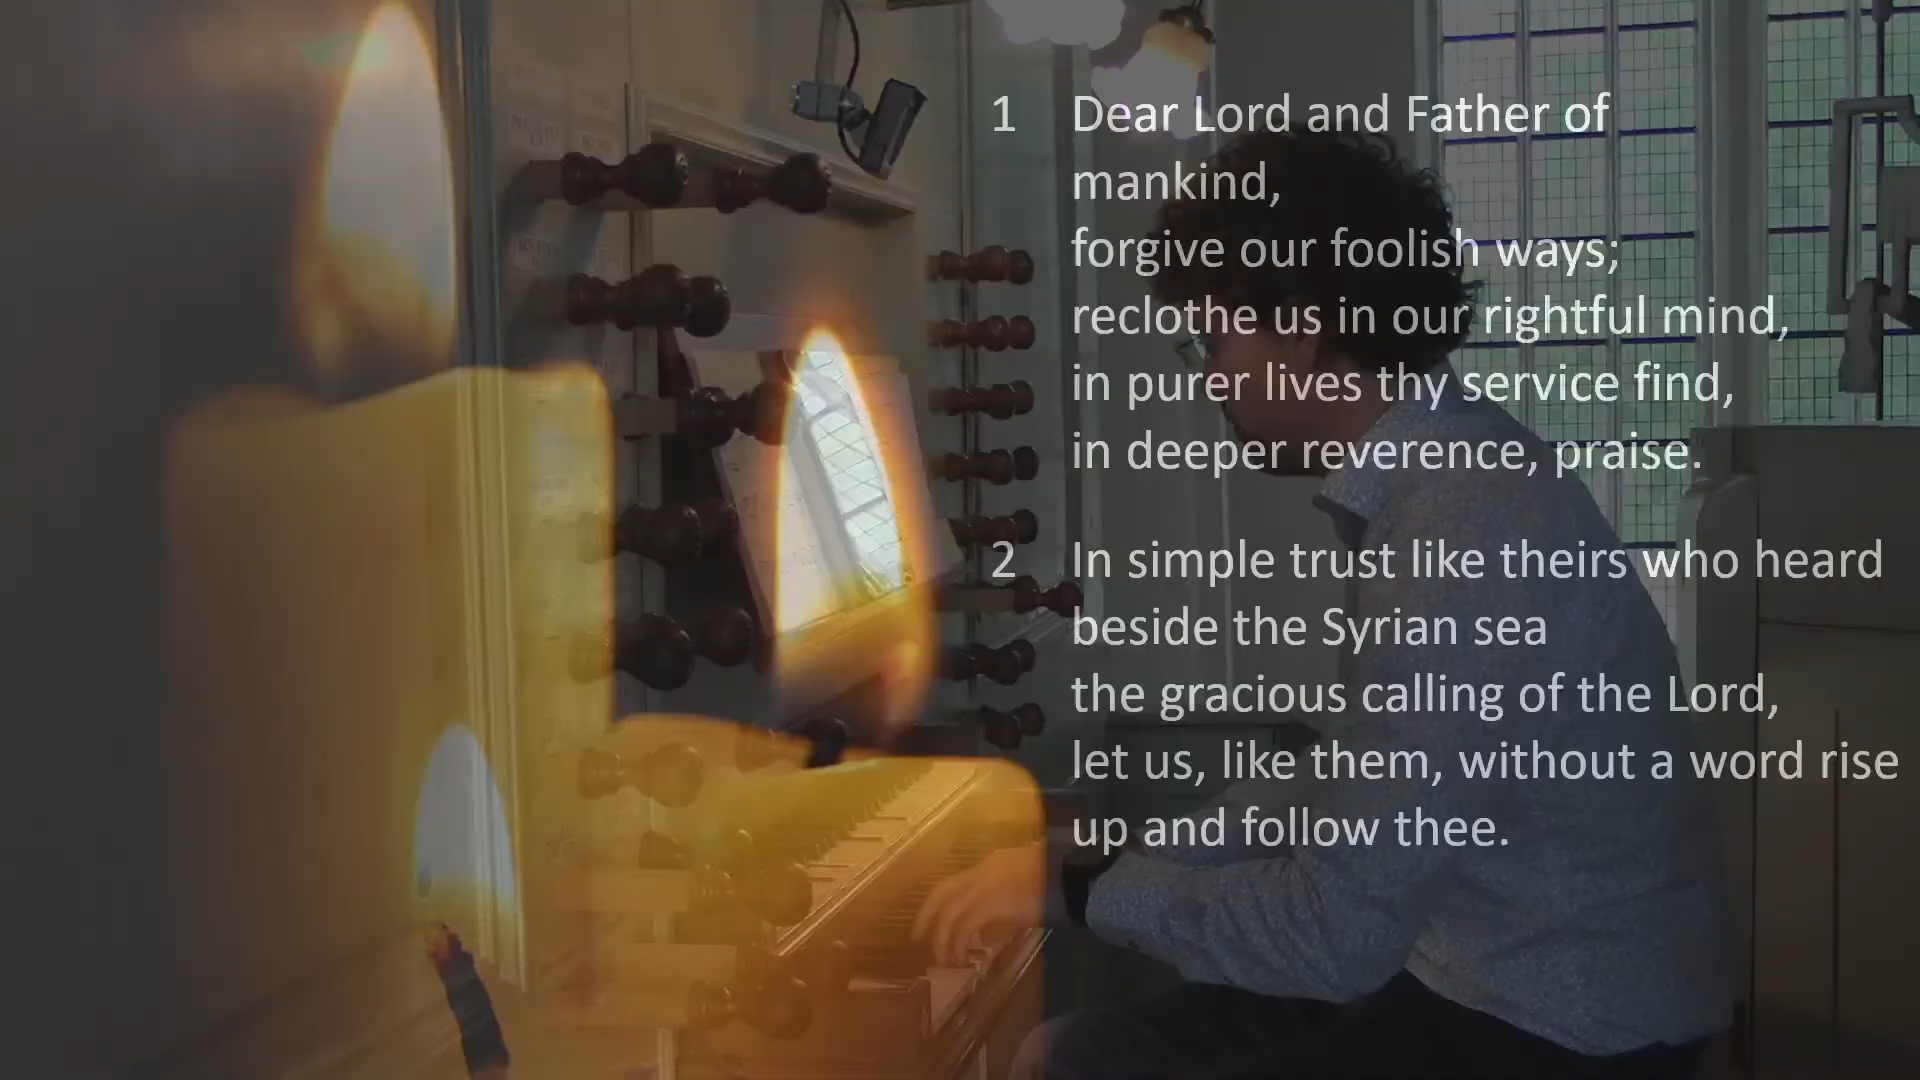 1 Dear Lord and Father of
mankind,
forgive our foolish ways;
reclothe us in our rightful mind,
in purer lives thy service find,
in deeper reverence, praise.
2 In simple trust like theirs who heard
beside the Syrian sea
the gracious calling of the Lord,
let us, like them, without a word rise
up and follow thee.